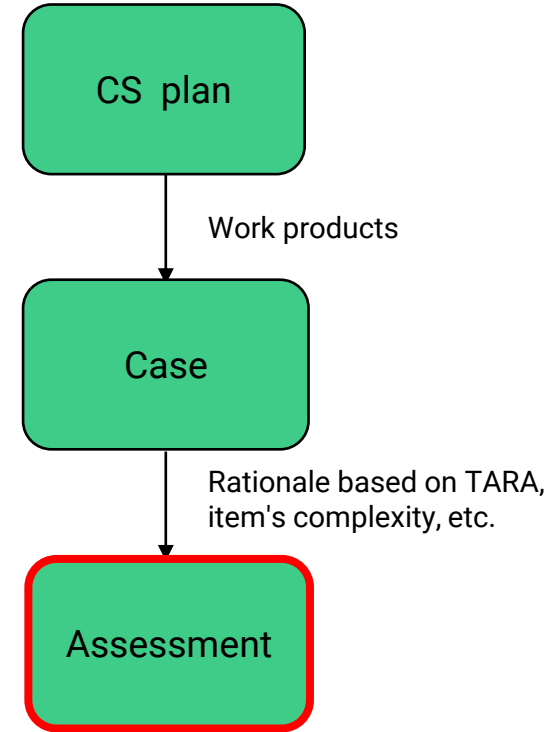 CS plan
Work products
Case
Rationale based on TARA,
item's complexity, etc.
Assessment